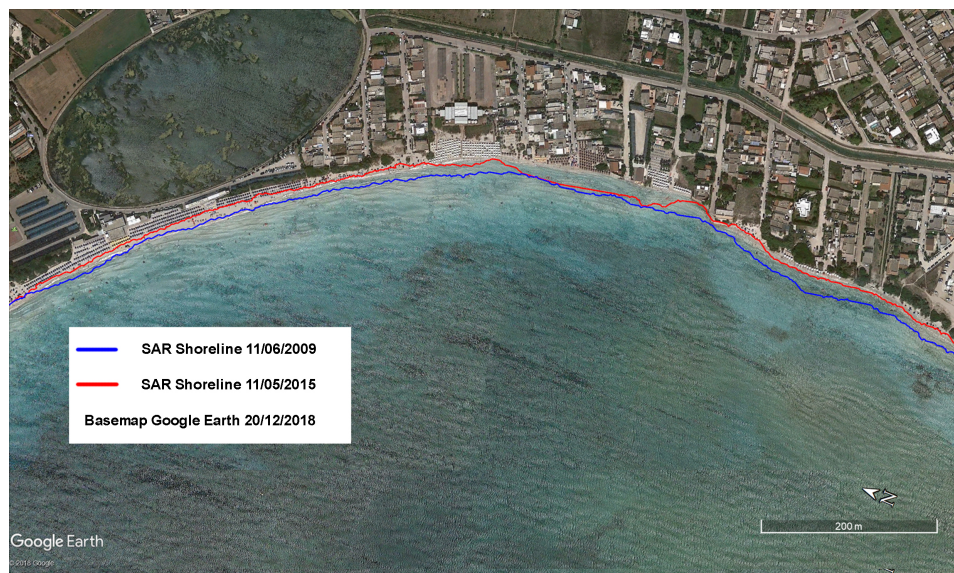 SAR Shoreline 11/06/2009
SAR Shoreline 11/05/2015
Basemap Google Earth 20/12/2018
N
200 m
Google Earth
© 2018 Google